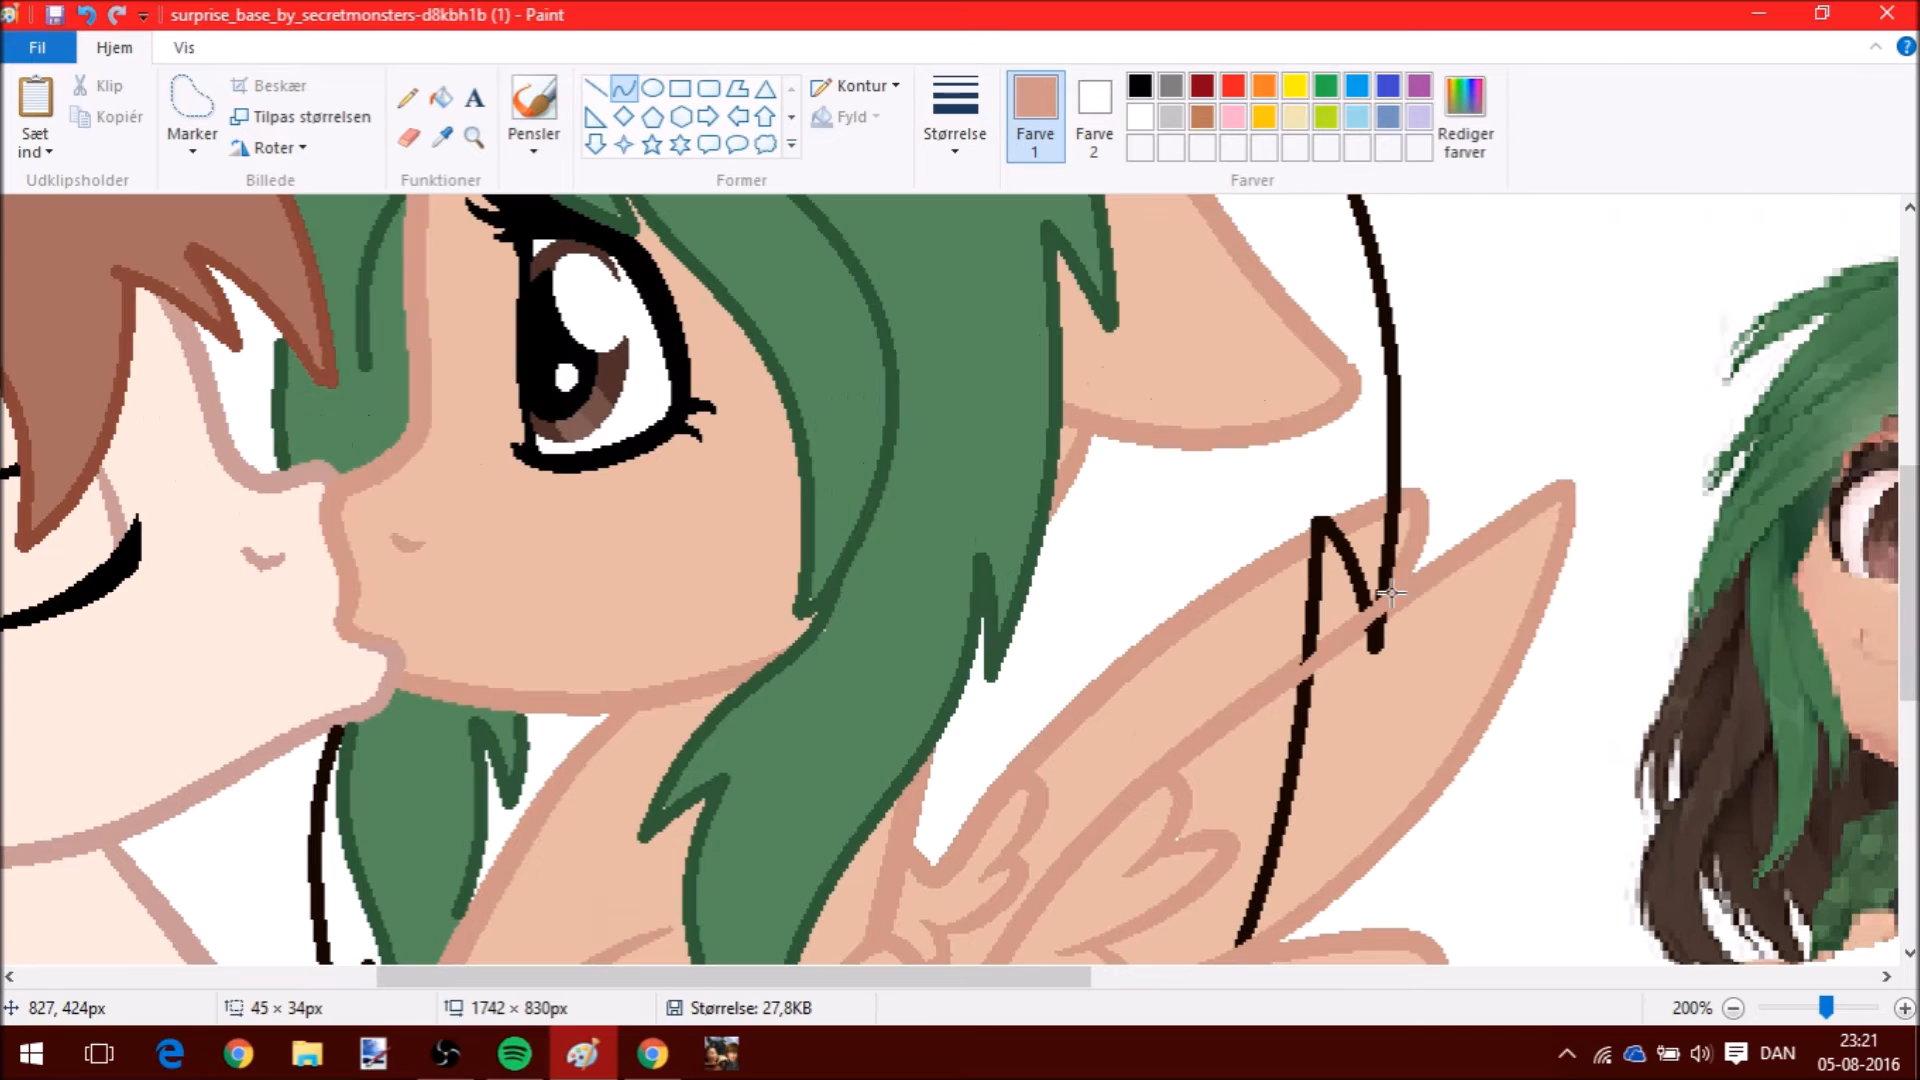 surprise_base_by_secretmonsters-d8kbh1b (1) - Paint
Fil Hjem Vis
Sæt ind
Klip
Kopiér
Udklipsholder
Marker
Beskær
Tilpas størrelsen
Roter
Billede
A
Funktioner
Pensler
Kontur
Fyld
Former
Størrelse
Farve 1
Farve 2
Rediger farver
Farver
827, 424px
45 × 34px
1742 × 830px
Størrelse: 27,8KB
200%
DAN
23:21
05-08-2016